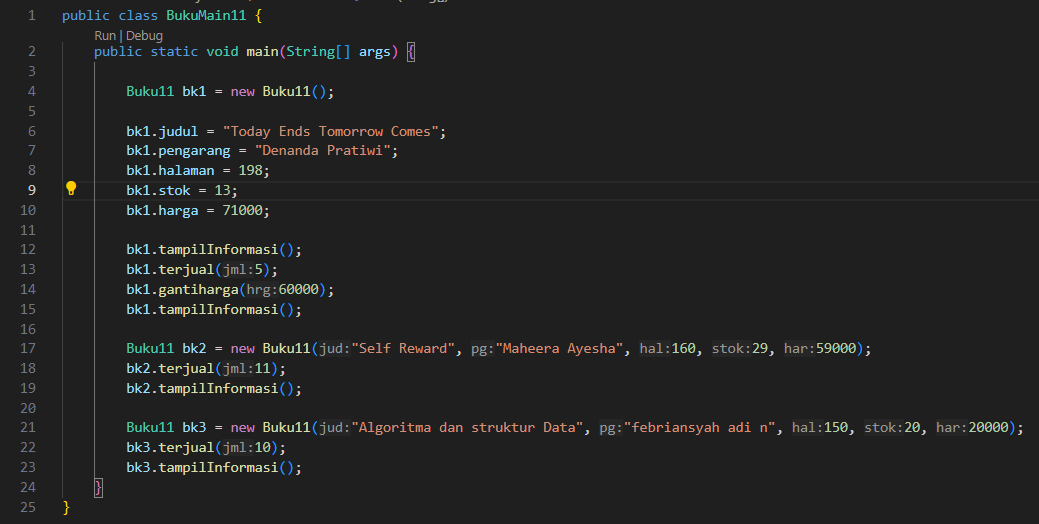 1 public class BukuMain11 {
Run | Debug
2 public static void main(String[] args) {
3
4 Buku11 bk1 = new Buku11();
5
6 bk1.judul = "Today Ends Tomorrow Comes";
7 bk1.pengarang = "Denanda Pratiwi";
8 bk1.halaman = 198;
9 bk1.stok = 13;
10 bk1.harga = 71000;
11
12 bk1.tampilInformasi();
13 bk1.terjual(jml:5);
14 bk1.gantiharga(hrg:60000);
15 bk1.tampilInformasi();
16
17 Buku11 bk2 = new Buku11(jud:"Self Reward", pg:"Maheera Ayesha", hal:160, stok:29, har:59000);
18 bk2.terjual(jml:11);
19 bk2.tampilInformasi();
20
21 Buku11 bk3 = new Buku11(jud:"Algoritma dan struktur Data", pg:"febriansyah adi n", hal:150, stok:20, har:20000);
22 bk3.terjual(jml:10);
23 bk3.tampilInformasi();
24 }
25 }